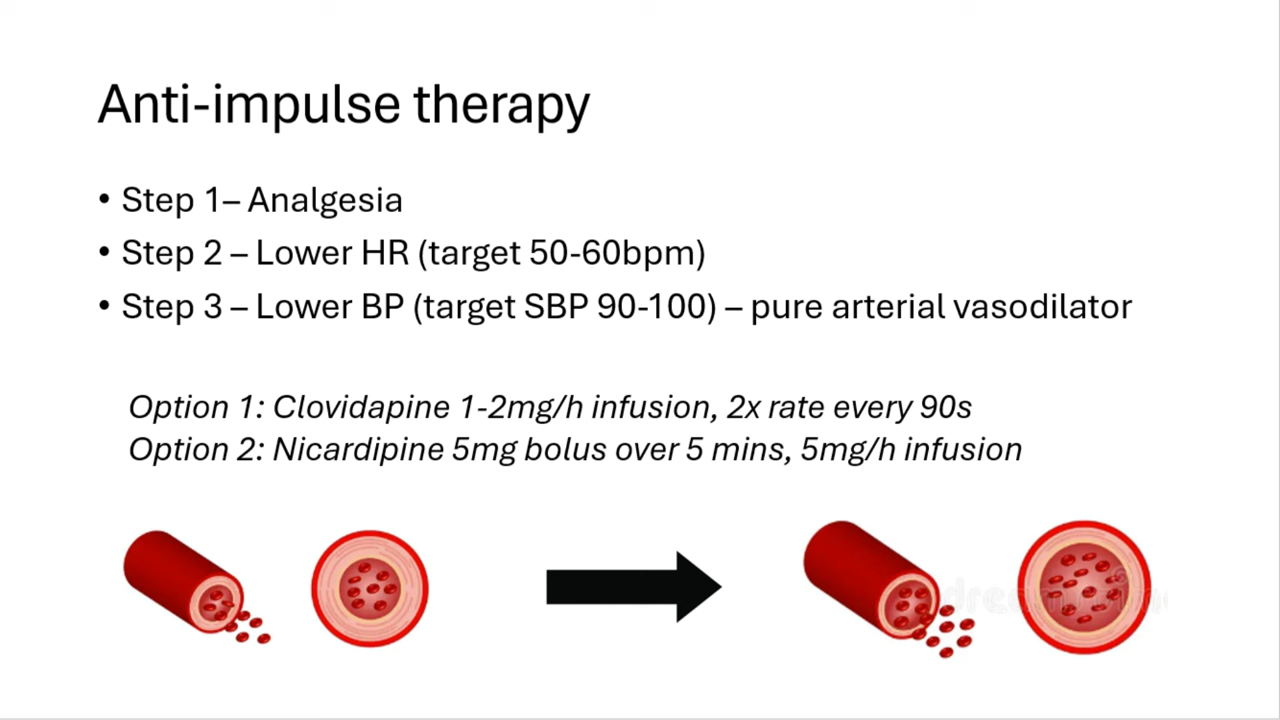 Anti-impulse therapy
• Step 1– Analgesia
• Step 2 – Lower HR (target 50-60bpm)
• Step 3 – Lower BP (target SBP 90-100) – pure arterial vasodilator
Option 1: Clovidapine 1-2mg/h infusion, 2x rate every 90s
Option 2: Nicardipine 5mg bolus over 5 mins, 5mg/h infusion